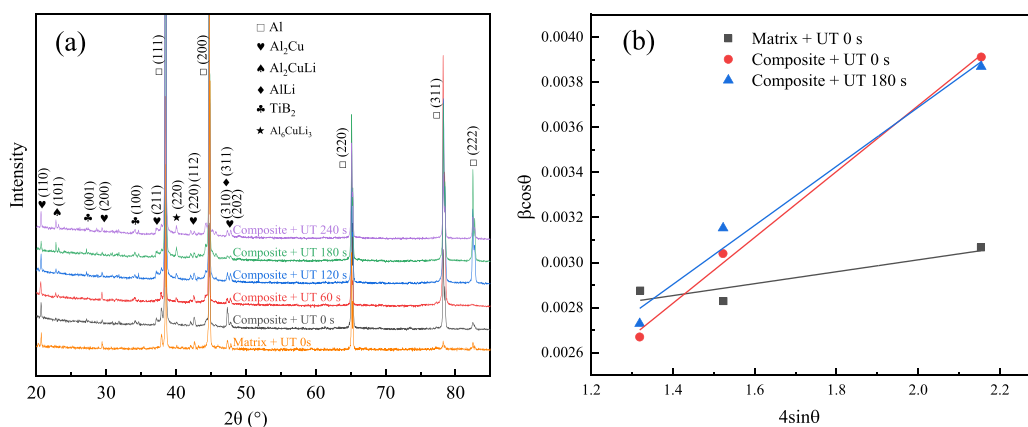 (a)
□ Al
♥ Al₂Cu
♠ Al₂CuLi
♦ AlLi
♣ TiB₂
★ Al₆CuLi₃
□ (111)
□ (200)
□ (220)
□ (311)
□ (222)
♥ (110)
♠ (101)
♣ (001)
♥ (200)
♣ (100)
♥ (211)
★ (220)
♥ (220) (112)
♦ (311)
(310)
♥ (202)
Composite + UT 240 s
Composite + UT 180 s
Composite + UT 120 s
Composite + UT 60 s
Composite + UT 0 s
Matrix + UT 0s
Intensity
20 30 40 50 60 70 80
2θ (°)
(b)
Matrix + UT 0 s
Composite + UT 0 s
Composite + UT 180 s
βcosθ
0.0040
0.0038
0.0036
0.0034
0.0032
0.0030
0.0028
0.0026
1.2 1.4 1.6 1.8 2.0 2.2
4sinθ